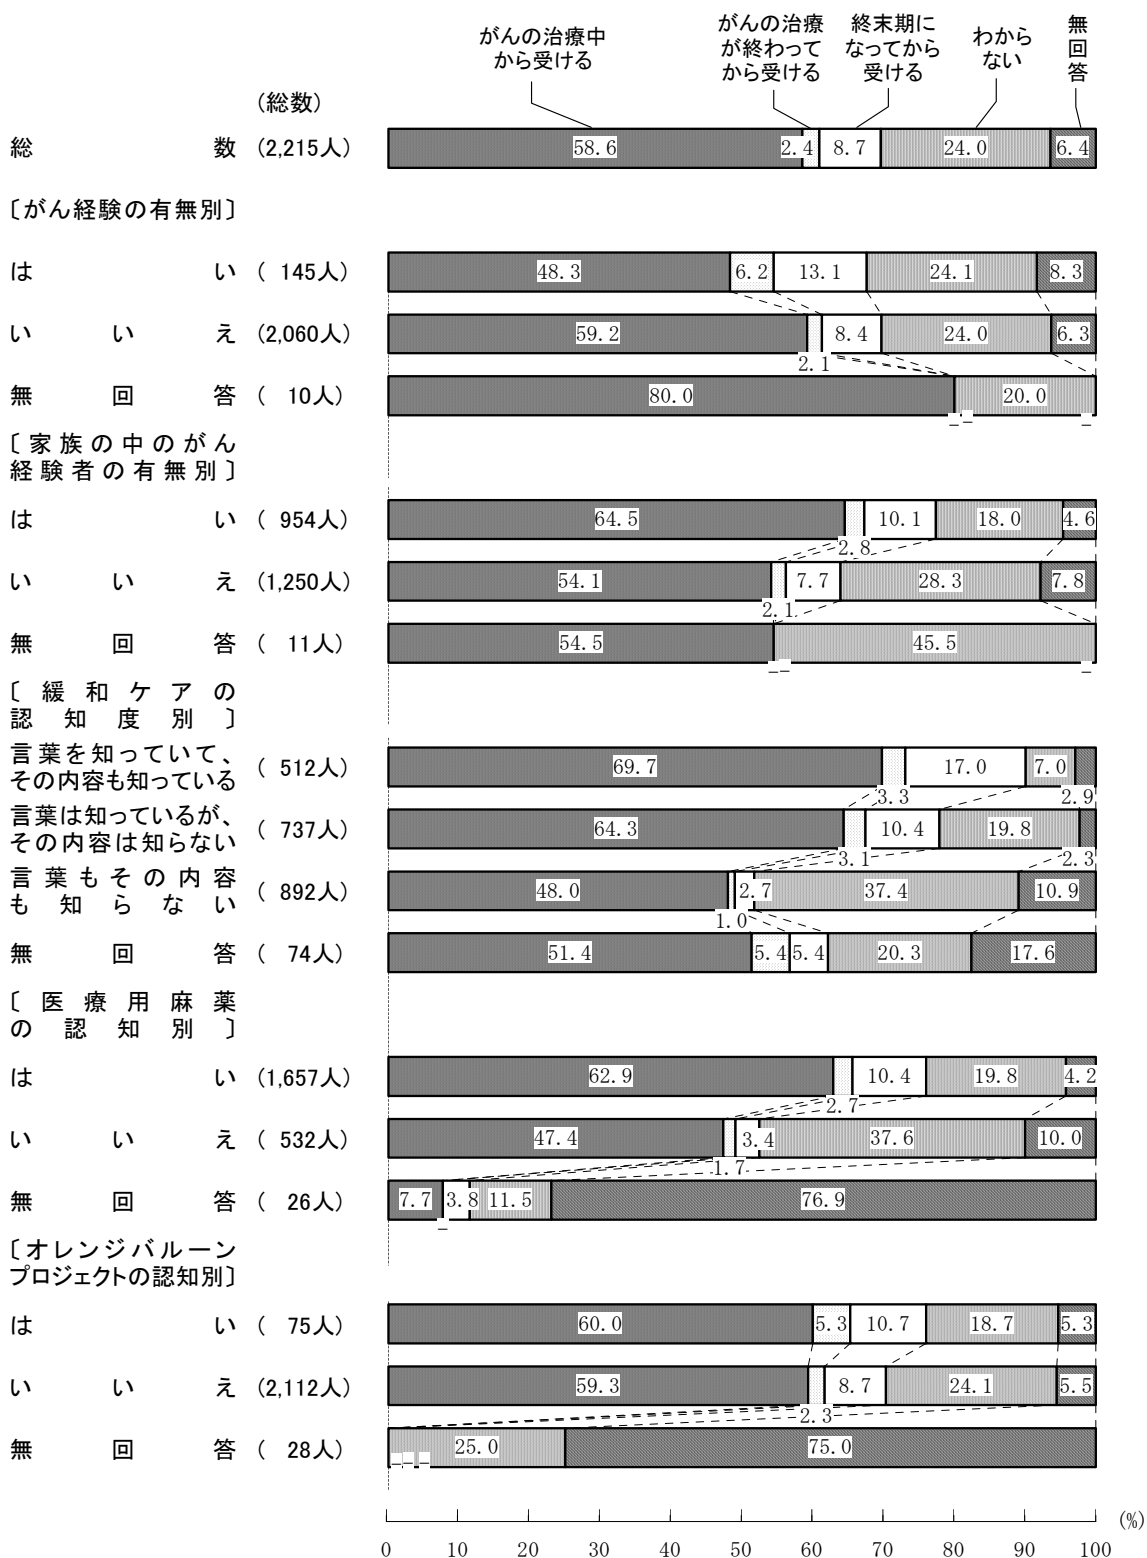 がんの治療中
から受ける
がんの治療
が終わって
から受ける
終末期に
なってから
受ける
わから
ない
無
回
答
(総数)
総 数 (2,215人) 58.6 2.4 8.7 24.0 6.4
〔がん経験の有無別〕
は い ( 145人) 48.3 6.2 13.1 24.1 8.3
い い え (2,060人) 59.2 8.4 24.0 6.3
2.1
無 回 答 ( 10人) 80.0 20.0
– – –
〔家族の中のがん
経験者の有無別〕
は い ( 954人) 64.5 10.1 18.0 4.6
2.8
い い え (1,250人) 54.1 7.7 28.3 7.8
2.1
無 回 答 ( 11人) 54.5 45.5
– – –
〔緩和ケアの
認知度別〕
言葉を知っていて、
その内容も知っている ( 512人) 69.7 17.0 7.0
3.3 2.9
言葉は知っているが、
その内容は知らない ( 737人) 64.3 10.4 19.8
3.1 2.3
言葉もその内容
も知らない ( 892人) 48.0 2.7 37.4 10.9
1.0
無 回 答 ( 74人) 51.4 5.4 5.4 20.3 17.6
〔医療用麻薬
の認知別〕
は い (1,657人) 62.9 10.4 19.8 4.2
2.7
い い え ( 532人) 47.4 3.4 37.6 10.0
1.7
無 回 答 ( 26人) 7.7 3.8 11.5 76.9
–
〔オレンジバルーン
プロジェクトの認知別〕
は い ( 75人) 60.0 5.3 10.7 18.7 5.3
い い え (2,112人) 59.3 8.7 24.1 5.5
2.3
無 回 答 ( 28人) 25.0 75.0
– – –
(%)
0 10 20 30 40 50 60 70 80 90 100